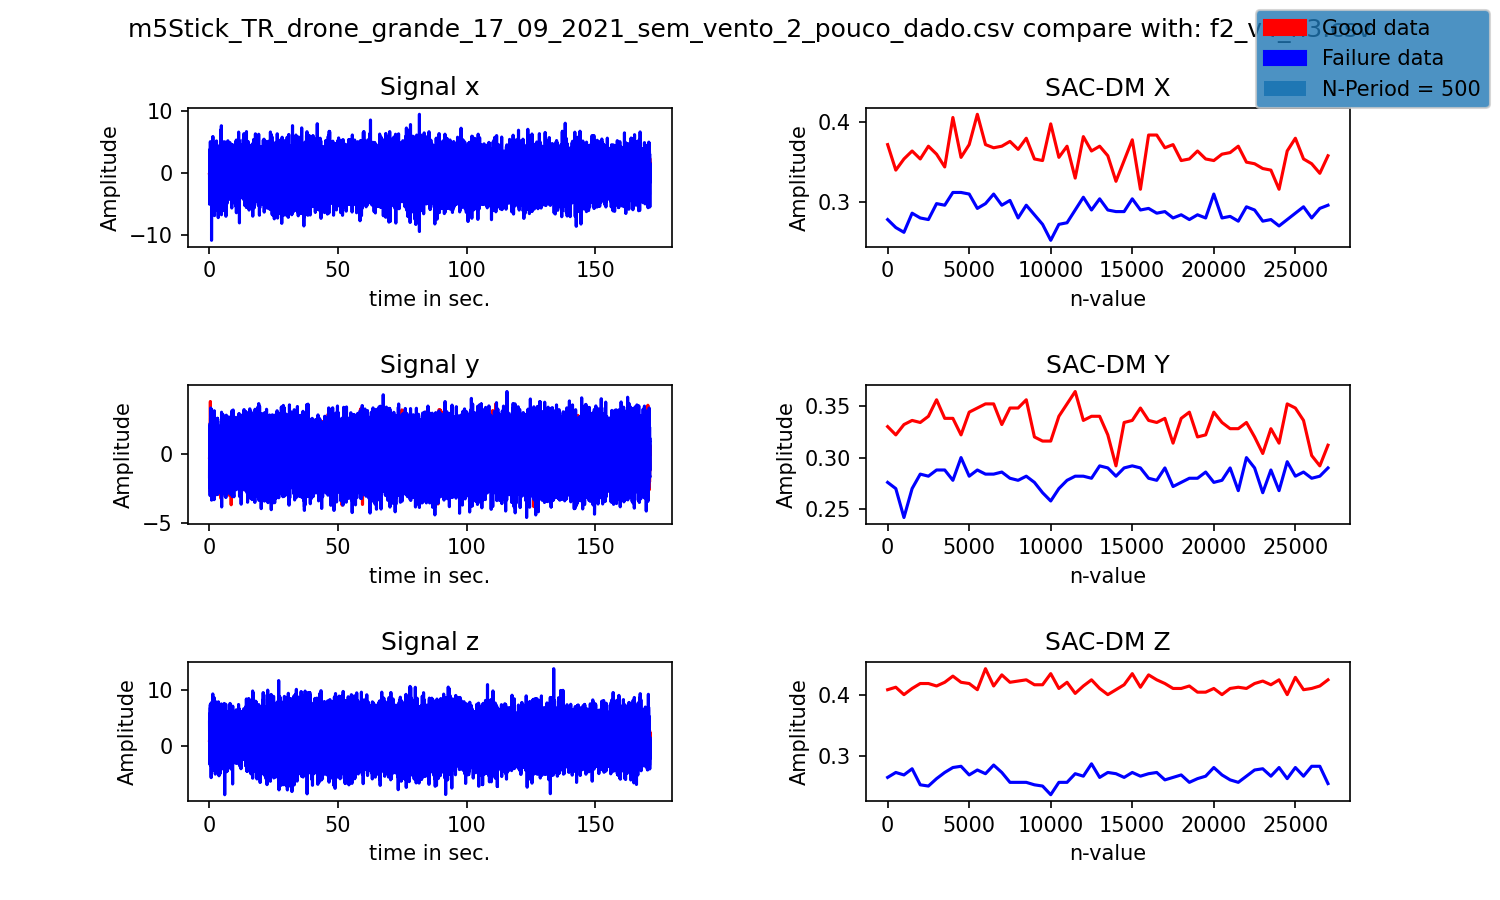 m5Stick_TR_drone_grande_17_09_2021_sem_vento_2_pouco_dado.csv compare with:
Good data
Failure data
N-Period = 500
Signal x
10
0
−10
Amplitude
0 50 100 150
time in sec.
SAC-DM X
0.4
0.3
Amplitude
0 5000 10000 15000 20000 25000
n-value
Signal y
0
−5
Amplitude
0 50 100 150
time in sec.
SAC-DM Y
0.35
0.30
0.25
Amplitude
0 5000 10000 15000 20000 25000
n-value
Signal z
10
0
Amplitude
0 50 100 150
time in sec.
SAC-DM Z
0.4
0.3
Amplitude
0 5000 10000 15000 20000 25000
n-value